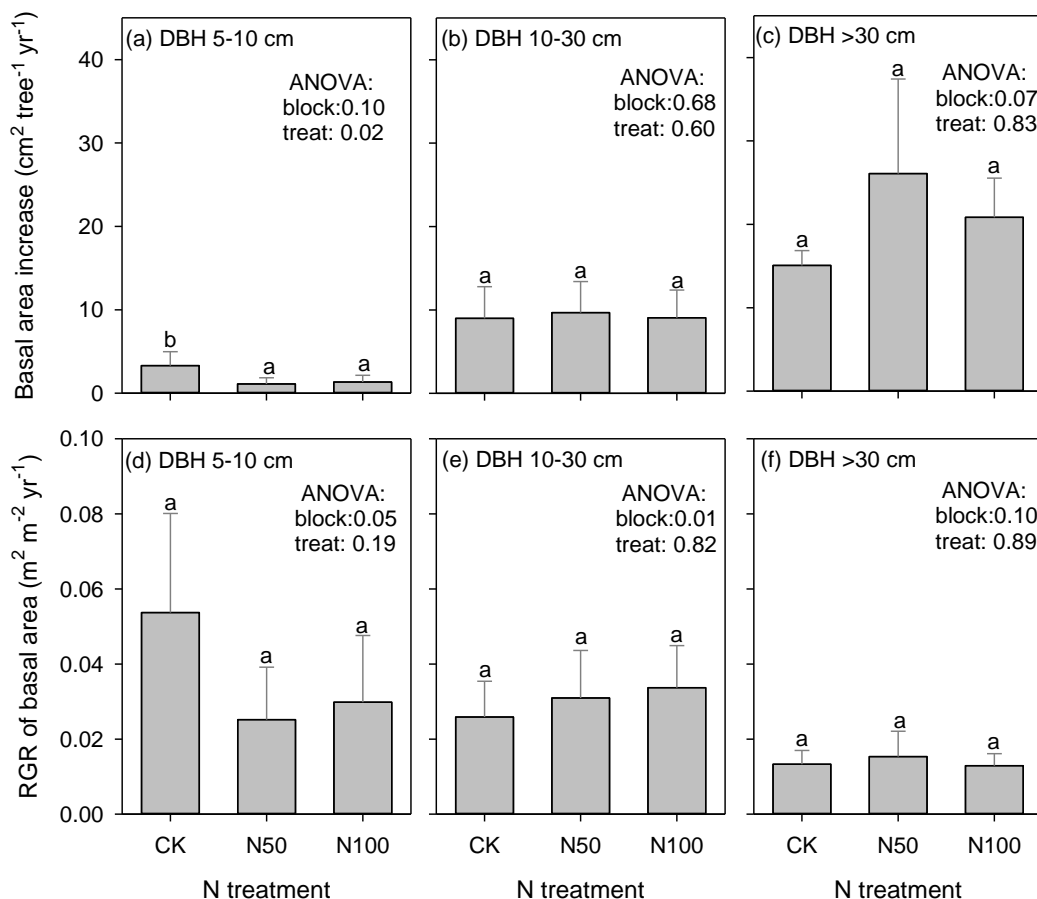 Basal area increase (cm² tree⁻¹ yr⁻¹)
40
30
20
10
0
(a) DBH 5-10 cm
ANOVA:
block:0.10
treat: 0.02
b
a
a
(b) DBH 10-30 cm
ANOVA:
block:0.68
treat: 0.60
a
a
a
(c) DBH >30 cm
ANOVA:
block:0.07
treat: 0.83
a
a
a
RGR of basal area (m² m⁻² yr⁻¹)
0.10
0.08
0.06
0.04
0.02
0.00
(d) DBH 5-10 cm
ANOVA:
block:0.05
treat: 0.19
a
a
a
(e) DBH 10-30 cm
ANOVA:
block:0.01
treat: 0.82
a
a
a
(f) DBH >30 cm
ANOVA:
block:0.10
treat: 0.89
a
a
a
CK N50 N100
CK N50 N100
CK N50 N100
N treatment
N treatment
N treatment